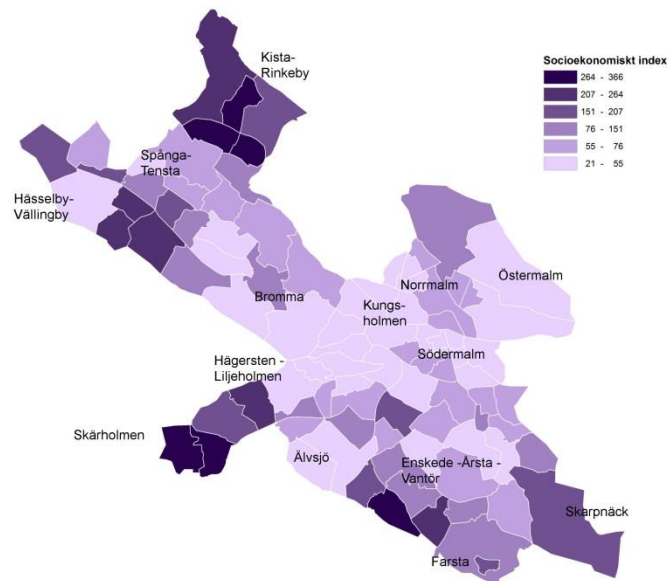 Kista-
Rinkeby
Socioekonomiskt index
264 - 366
207 - 264
151 - 207
76 - 151
55 - 76
21 - 55
Spånga-
Tensta
Hässelby-
Vällingby
Östermalm
Norrmalm
Bromma
Kungs-
holmen
Södermalm
Hägersten -
Liljeholmen
Skärholmen
Älvsjö
Enskede -Årsta -
Vantör
Skarpnäck
Farsta